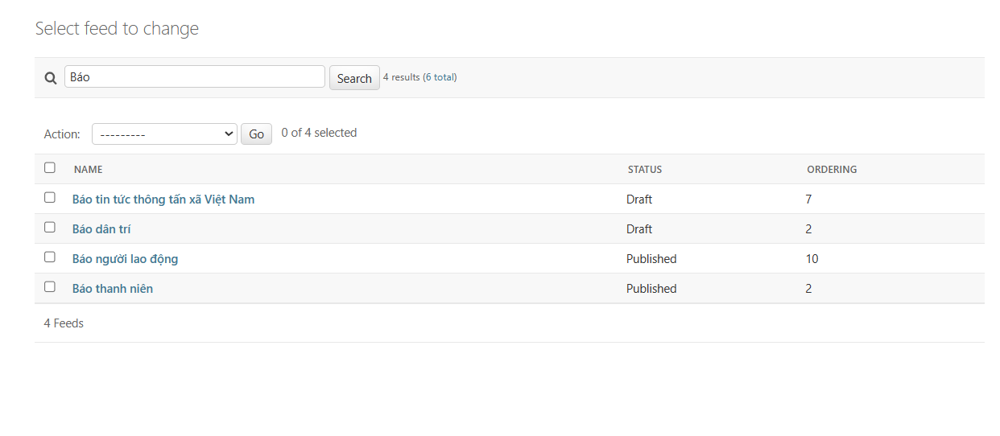 Select feed to change
Báo Search 4 results (6 total)
Action: --------- Go 0 of 4 selected
NAME STATUS ORDERING
Báo tin tức thông tấn xã Việt Nam Draft 7
Báo dân trí Draft 2
Báo người lao động Published 10
Báo thanh niên Published 2
4 Feeds